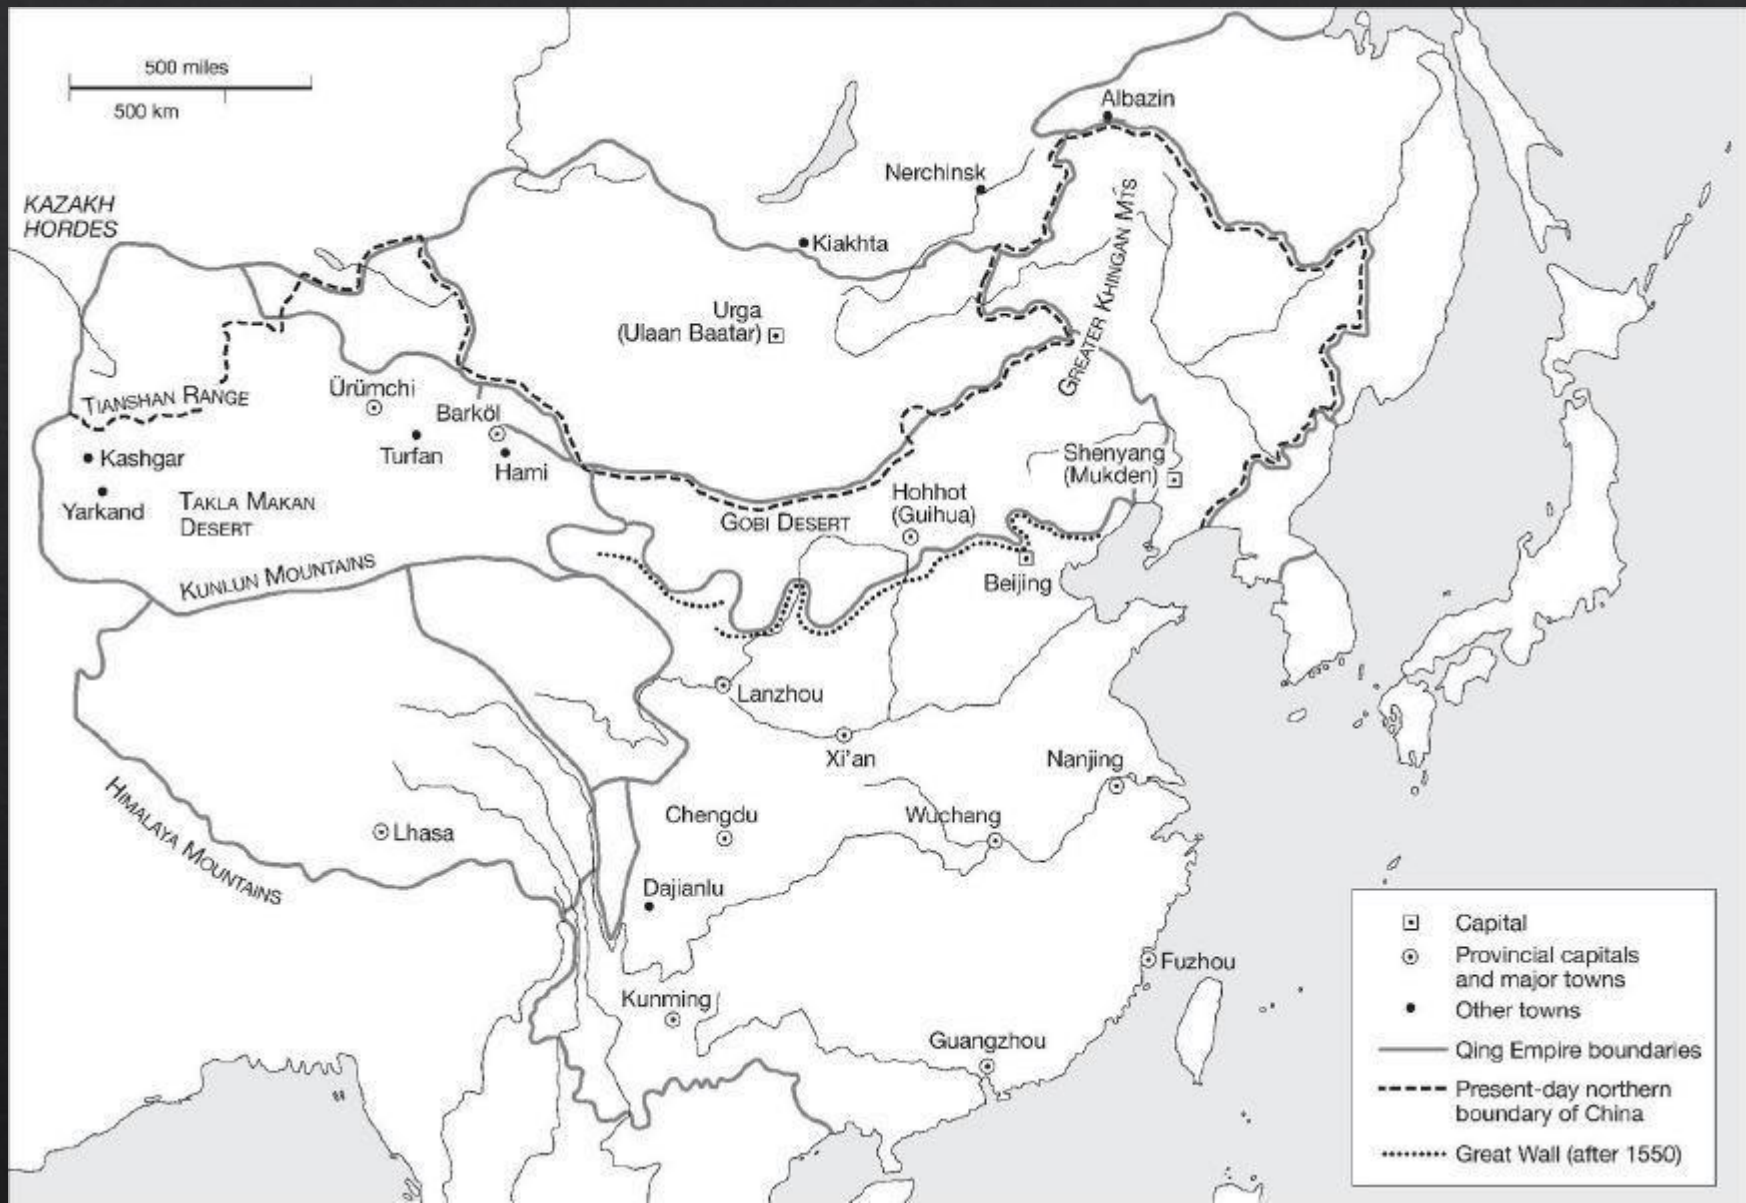 500 miles
500 km
Albazin
Nerchinsk
KAZAKH
HORDES
Kiakhta
GREATER KHINGAN MTS
Urga
(Ulaan Baatar)
TIANSHAN RANGE
Ürümchi
Barköl
Turfan
Hami
Kashgar
Yarkand
TAKLA MAKAN
DESERT
Shenyang
(Mukden)
Hohhot
(Guihua)
GOBI DESERT
KUNLUN MOUNTAINS
Beijing
Lanzhou
Xi'an
Nanjing
HIMALAYA MOUNTAINS
Lhasa
Chengdu
Wuchang
Dajianlu
Fuzhou
Kunming
Guangzhou
Capital
Provincial capitals
and major towns
Other towns
Qing Empire boundaries
Present-day northern
boundary of China
Great Wall (after 1550)